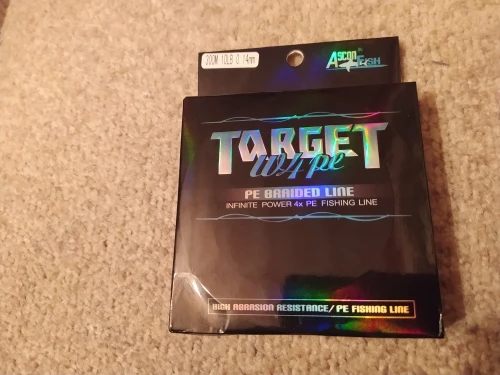 300M 10LB 0.14mm
ASCON FISH
TARGET
W4 pe
PE BRAIDED LINE
INFINITE POWER 4x PE FISHING LINE
HIGH ABRASION RESISTANCE/ PE FISHING LINE